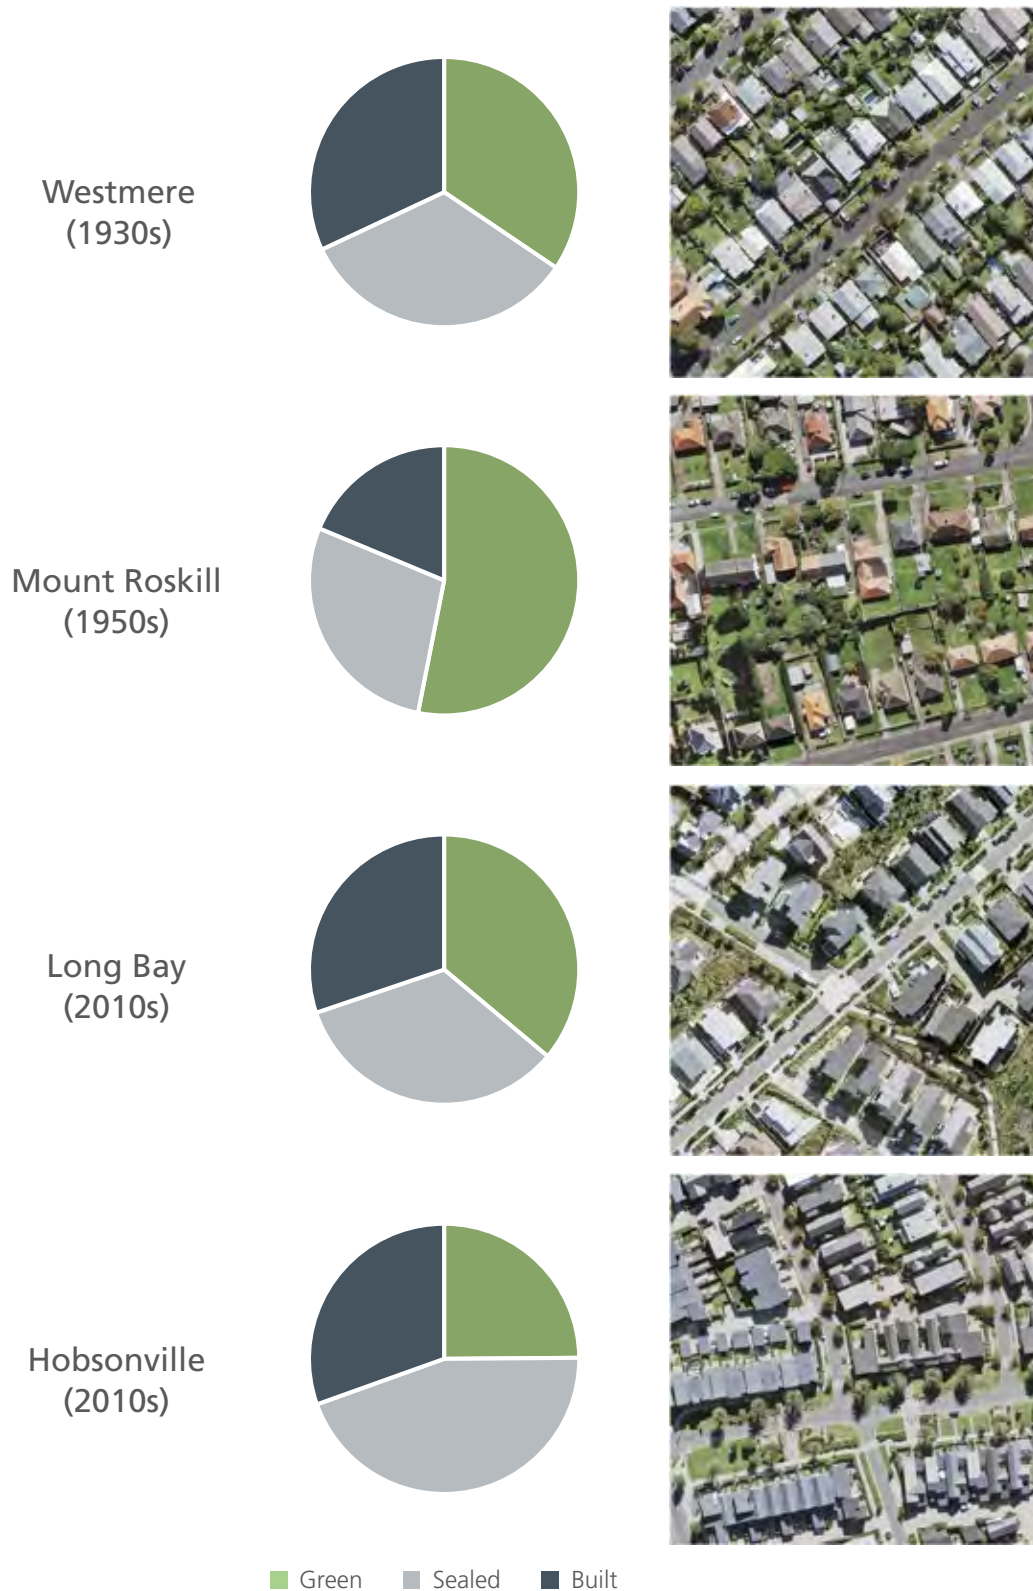 Westmere
(1930s)
Mount Roskill
(1950s)
Long Bay
(2010s)
Hobsonville
(2010s)
Green Sealed Built